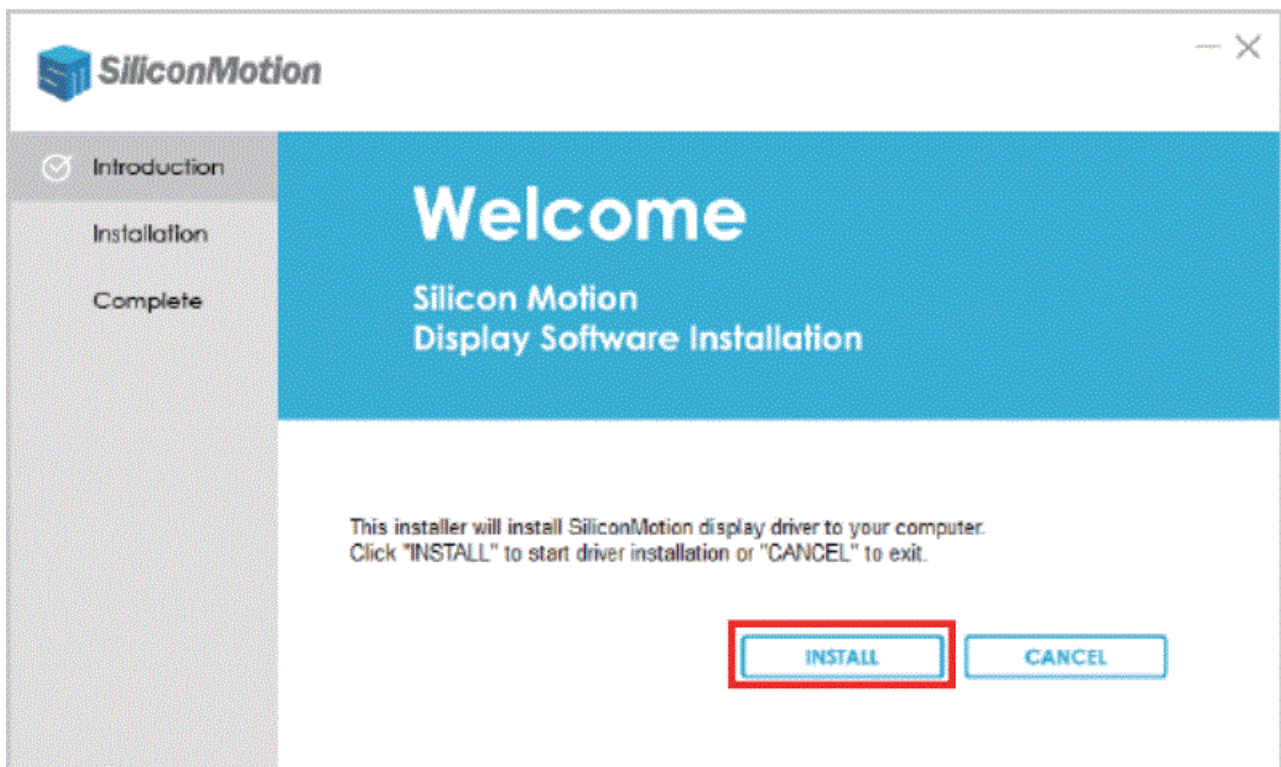 SiliconMotion
Introduction
Installation
Complete
Welcome
Silicon Motion
Display Software Installation
This installer will install SiliconMotion display driver to your computer.
Click "INSTALL" to start driver installation or "CANCEL" to exit.
INSTALL
CANCEL